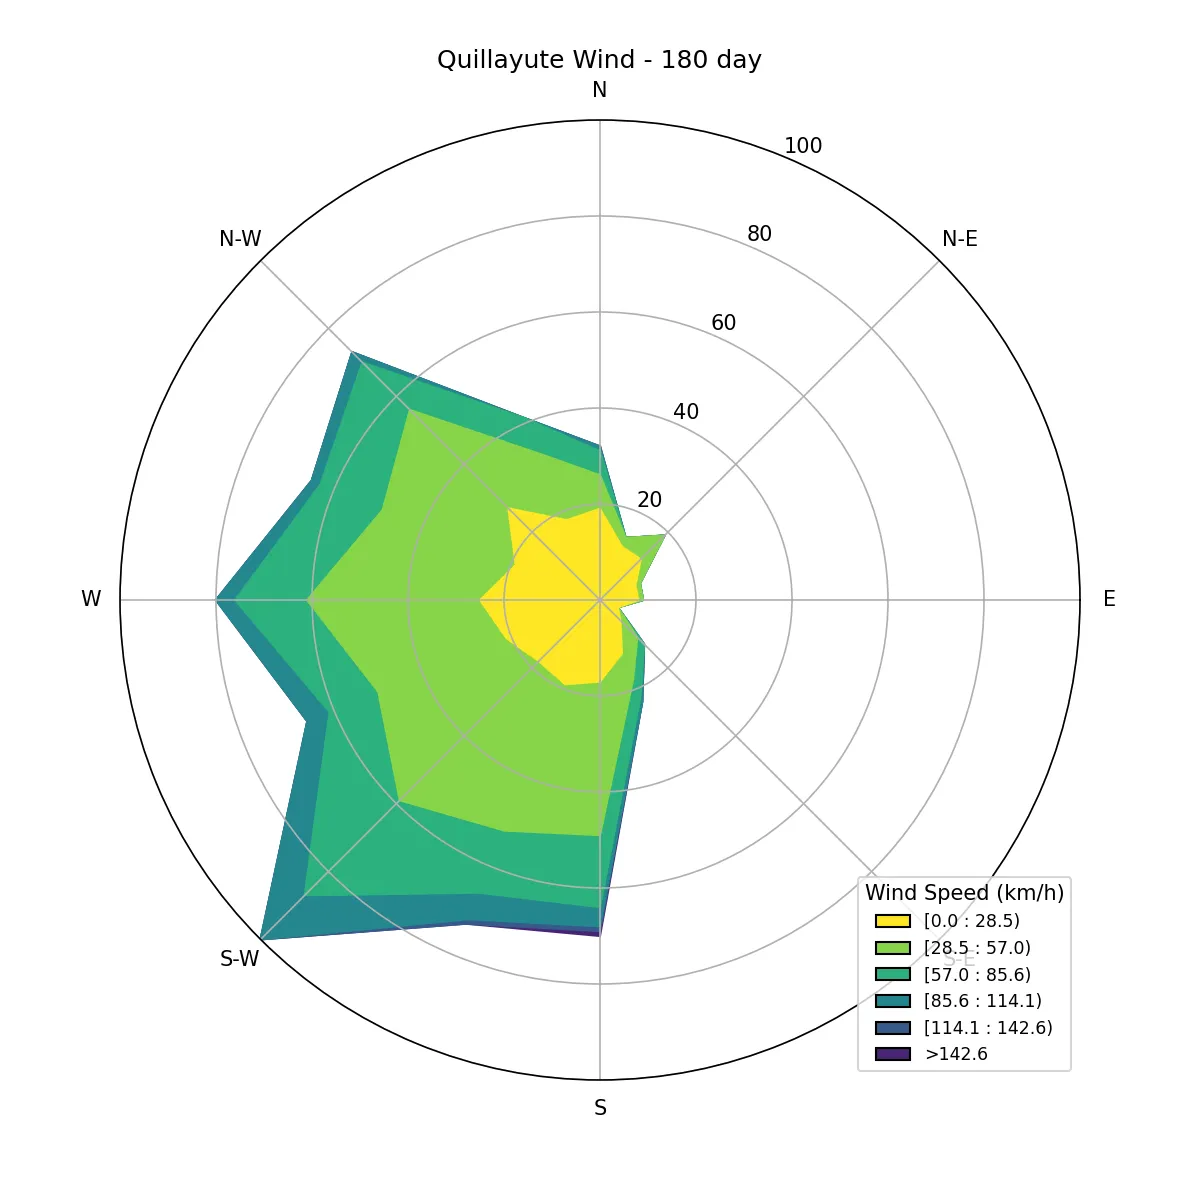 Quillayute Wind - 180 day
N
100
N-W
80
N-E
60
40
20
W
E
Wind Speed (km/h)
[0.0 : 28.5)
[28.5 : 57.0)
S-W
S-E
[57.0 : 85.6)
[85.6 : 114.1)
[114.1 : 142.6)
>142.6
S